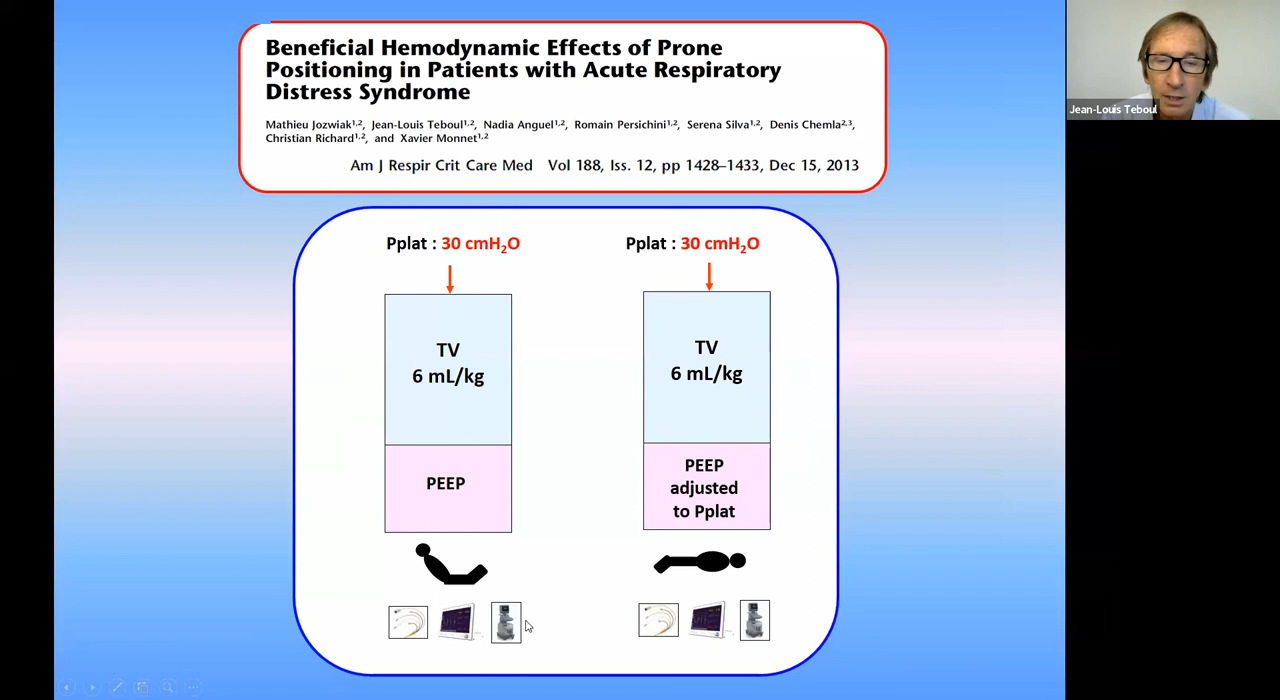 Beneficial Hemodynamic Effects of Prone
Positioning in Patients with Acute Respiratory
Distress Syndrome
Mathieu Jozwiak1,2, Jean-Louis Teboul1,2, Nadia Anguel1,2, Romain Persichini1,2, Serena Silva1,2, Denis Chemla2,3,
Christian Richard1,2, and Xavier Monnet1,2
Am J Respir Crit Care Med Vol 188, Iss. 12, pp 1428–1433, Dec 15, 2013
Jean-Louis Teboul
Pplat : 30 cmH2O
TV
6 mL/kg
PEEP
Pplat : 30 cmH2O
TV
6 mL/kg
PEEP
adjusted
to Pplat